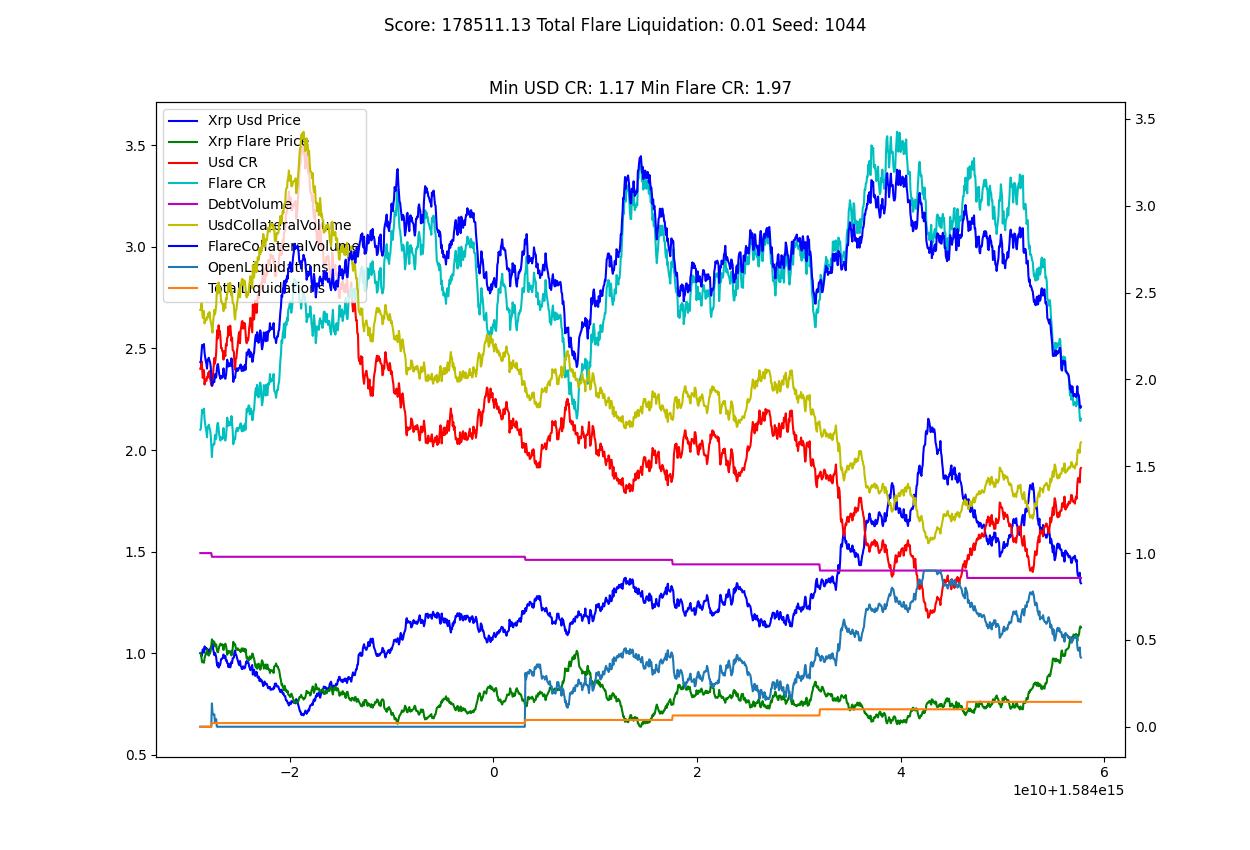 Score: 178511.13 Total Flare Liquidation: 0.01 Seed: 1044
Min USD CR: 1.17 Min Flare CR: 1.97
Xrp Usd Price
Xrp Flare Price
Usd CR
Flare CR
DebtVolume
UsdCollateralVolume
FlareCollateralVolume
OpenLiquidations
TotalLiquidations
3.5
3.0
2.5
2.0
1.5
1.0
0.5
3.5
3.0
2.5
2.0
1.5
1.0
0.5
0.0
−2
0
2
4
6
1e10+1.584e15